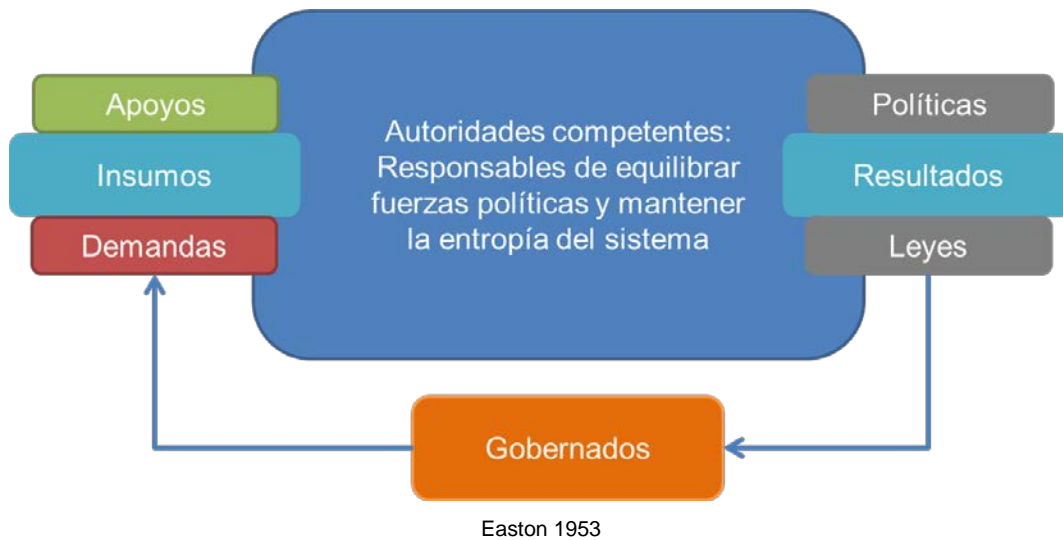 Apoyos
Insumos
Demandas
Autoridades competentes:
Responsables de equilibrar
fuerzas políticas y mantener
la entropía del sistema
Políticas
Resultados
Leyes
Gobernados
Easton 1953